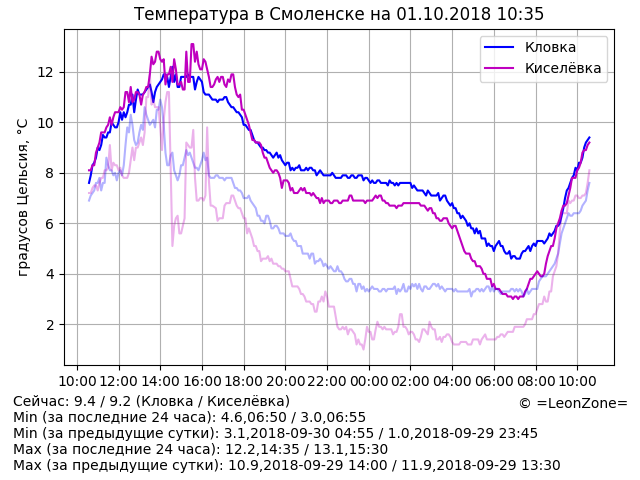 Температура в Смоленске на 01.10.2018 10:35
Кловка
Киселёвка
градусов Цельсия, °C
12
10
8
6
4
2
10:00 12:00 14:00 16:00 18:00 20:00 22:00 00:00 02:00 04:00 06:00 08:00 10:00
Сейчас: 9.4 / 9.2 (Кловка / Киселёвка)
© =LeonZone=
Min (за последние 24 часа): 4.6,06:50 / 3.0,06:55
Min (за предыдущие сутки): 3.1,2018-09-30 04:55 / 1.0,2018-09-29 23:45
Max (за последние 24 часа): 12.2,14:35 / 13.1,15:30
Max (за предыдущие сутки): 10.9,2018-09-29 14:00 / 11.9,2018-09-29 13:30